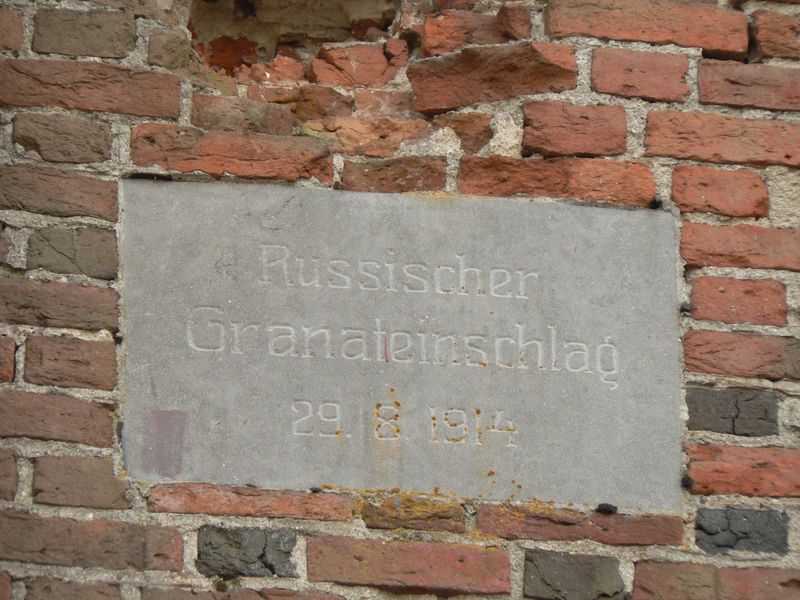 Russischer
Granateinschlag
29. 8. 1914